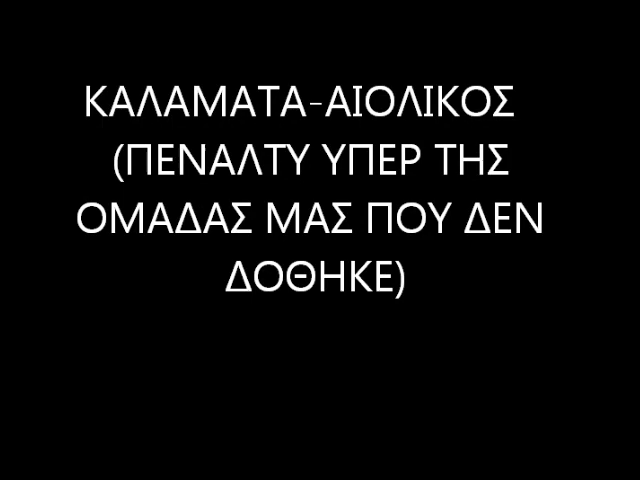 ΚΑΛΑΜΑΤΑ-ΑΙΟΛΙΚΟΣ
(ΠΕΝΑΛΤΥ ΥΠΕΡ ΤΗΣ
ΟΜΑΔΑΣ ΜΑΣ ΠΟΥ ΔΕΝ
ΔΟΘΗΚΕ)